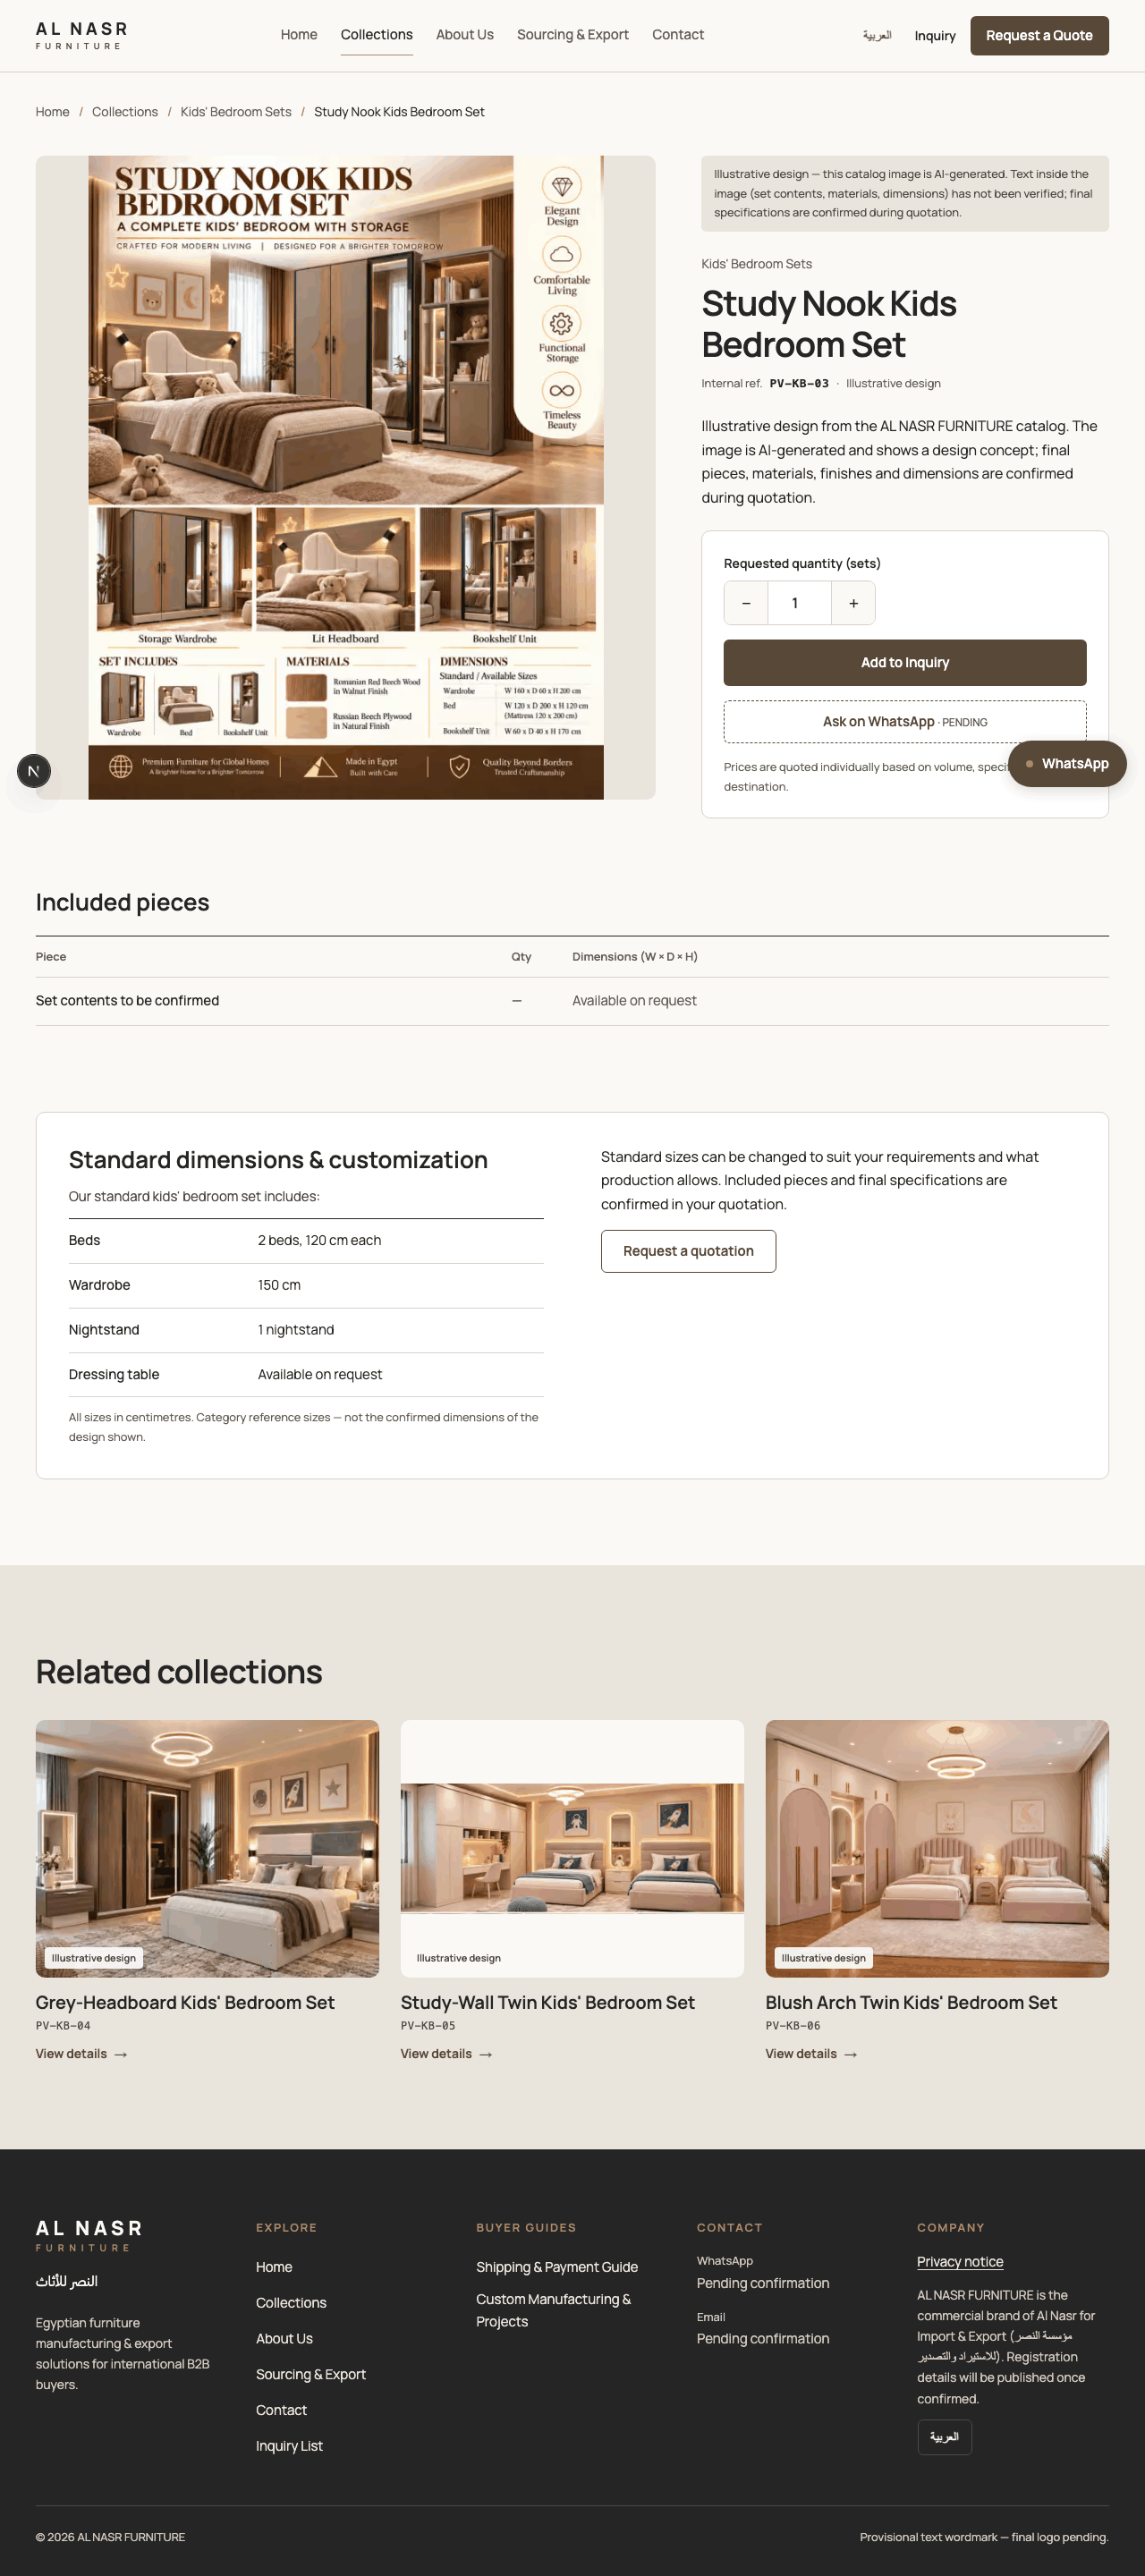 AL NASR
FURNITURE
Home
Collections
About Us
Sourcing & Export
Contact
العربية
Inquiry
Request a Quote
Home / Collections / Kids' Bedroom Sets / Study Nook Kids Bedroom Set
STUDY NOOK KIDS
BEDROOM SET
A COMPLETE KIDS' BEDROOM WITH STORAGE
CRAFTED FOR MODERN LIVING | DESIGNED FOR A BRIGHTER TOMORROW
Elegant
Design
Comfortable
Living
Functional
Storage
Timeless
Beauty
Storage Wardrobe
Lit Headboard
Bookshelf Unit
SET INCLUDES
Wardrobe
Bed
Bookshelf Unit
MATERIALS
Romanian Red Beech Wood
in Walnut Finish
Russian Beech Plywood
in Natural Finish
DIMENSIONS
Standard / Available Sizes
Wardrobe W 160 x D 60 x H 200 cm
Bed W 120 x D 200 x H 120 cm
(Mattress 120 x 200 cm)
Bookshelf Unit W 60 x D 40 x H 170 cm
Premium Furniture for Global Homes
A Brighter Home for a Brighter Tomorrow
Made in Egypt
Built with Care
Quality Beyond Borders
Trusted Craftsmanship
N
Illustrative design — this catalog image is AI-generated. Text inside the
image (set contents, materials, dimensions) has not been verified; final
specifications are confirmed during quotation.
Kids' Bedroom Sets
Study Nook Kids
Bedroom Set
Internal ref. PV-KB-03 · Illustrative design
Illustrative design from the AL NASR FURNITURE catalog. The
image is AI-generated and shows a design concept; final
pieces, materials, finishes and dimensions are confirmed
during quotation.
Requested quantity (sets)
− 1 +
Add to Inquiry
Ask on WhatsApp · PENDING
WhatsApp
Prices are quoted individually based on volume,
destination.
Included pieces
Piece Qty Dimensions (W × D × H)
Set contents to be confirmed — Available on request
Standard dimensions & customization
Our standard kids' bedroom set includes:
Beds 2 beds, 120 cm each
Wardrobe 150 cm
Nightstand 1 nightstand
Dressing table Available on request
All sizes in centimetres. Category reference sizes — not the confirmed dimensions of the
design shown.
Standard sizes can be changed to suit your requirements and what
production allows. Included pieces and final specifications are
confirmed in your quotation.
Request a quotation
Related collections
Illustrative design
Grey-Headboard Kids' Bedroom Set
PV-KB-04
View details →
Illustrative design
Study-Wall Twin Kids' Bedroom Set
PV-KB-05
View details →
Illustrative design
Blush Arch Twin Kids' Bedroom Set
PV-KB-06
View details →
AL NASR
FURNITURE
النصر للأثاث
Egyptian furniture
manufacturing & export
solutions for international B2B
buyers.
EXPLORE
Home
Collections
About Us
Sourcing & Export
Contact
Inquiry List
BUYER GUIDES
Shipping & Payment Guide
Custom Manufacturing &
Projects
CONTACT
WhatsApp
Pending confirmation
Email
Pending confirmation
COMPANY
Privacy notice
AL NASR FURNITURE is the
commercial brand of Al Nasr for
Import & Export (مؤسسة النصر
للاستيراد والتصدير). Registration
details will be published once
confirmed.
العربية
© 2026 AL NASR FURNITURE
Provisional text wordmark — final logo pending.